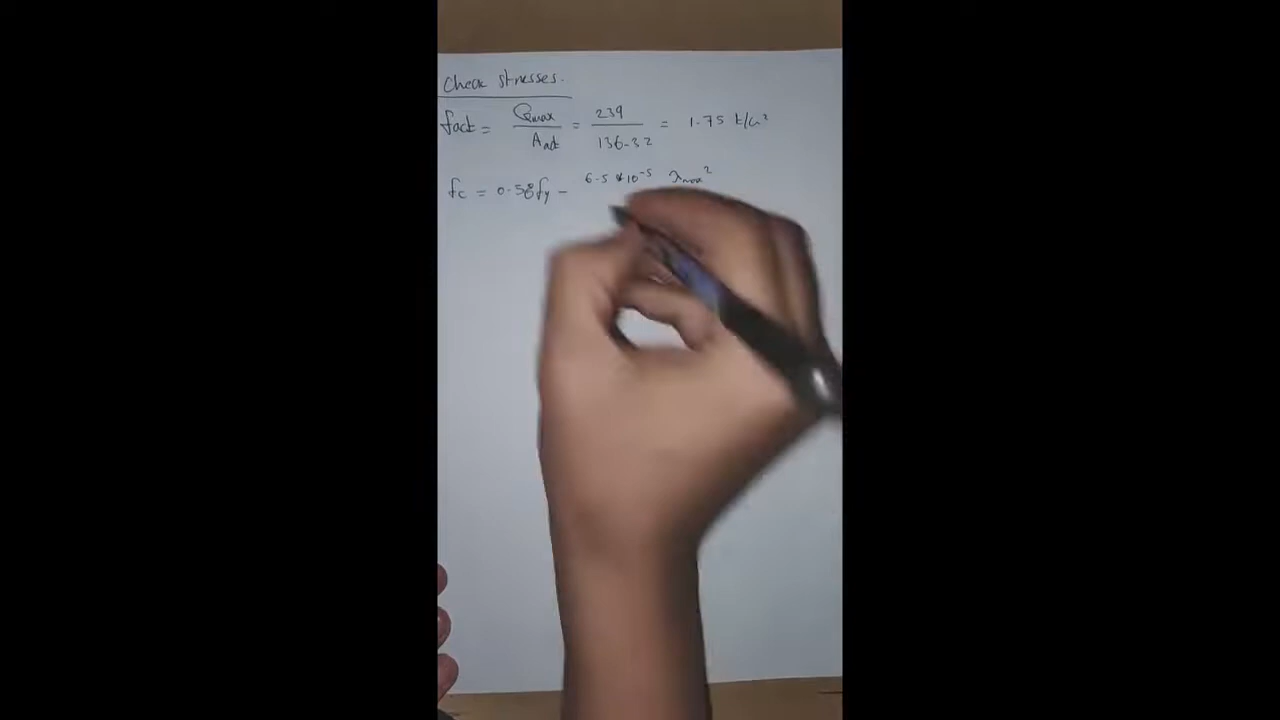 Check stresses.
fact = Qmax / Aact = 239 / 136.32 = 1.75 t/cm²
fc = 0.58fy - 6.5 * 10⁻⁵ λmax²